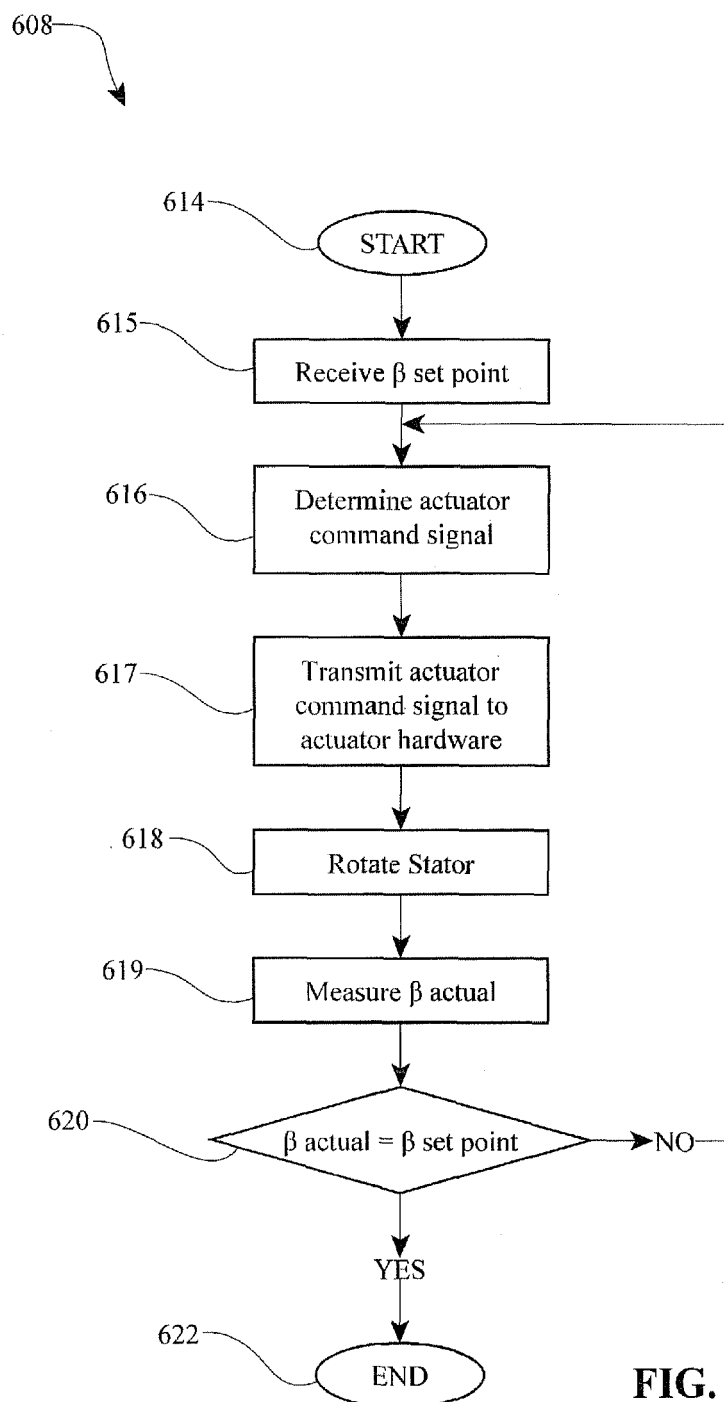 608
614
START
615
Receive β set point
616
Determine actuator
command signal
617
Transmit actuator
command signal to
actuator hardware
618
Rotate Stator
619
Measure β actual
620
β actual = β set point
NO
YES
622
END
FIG.